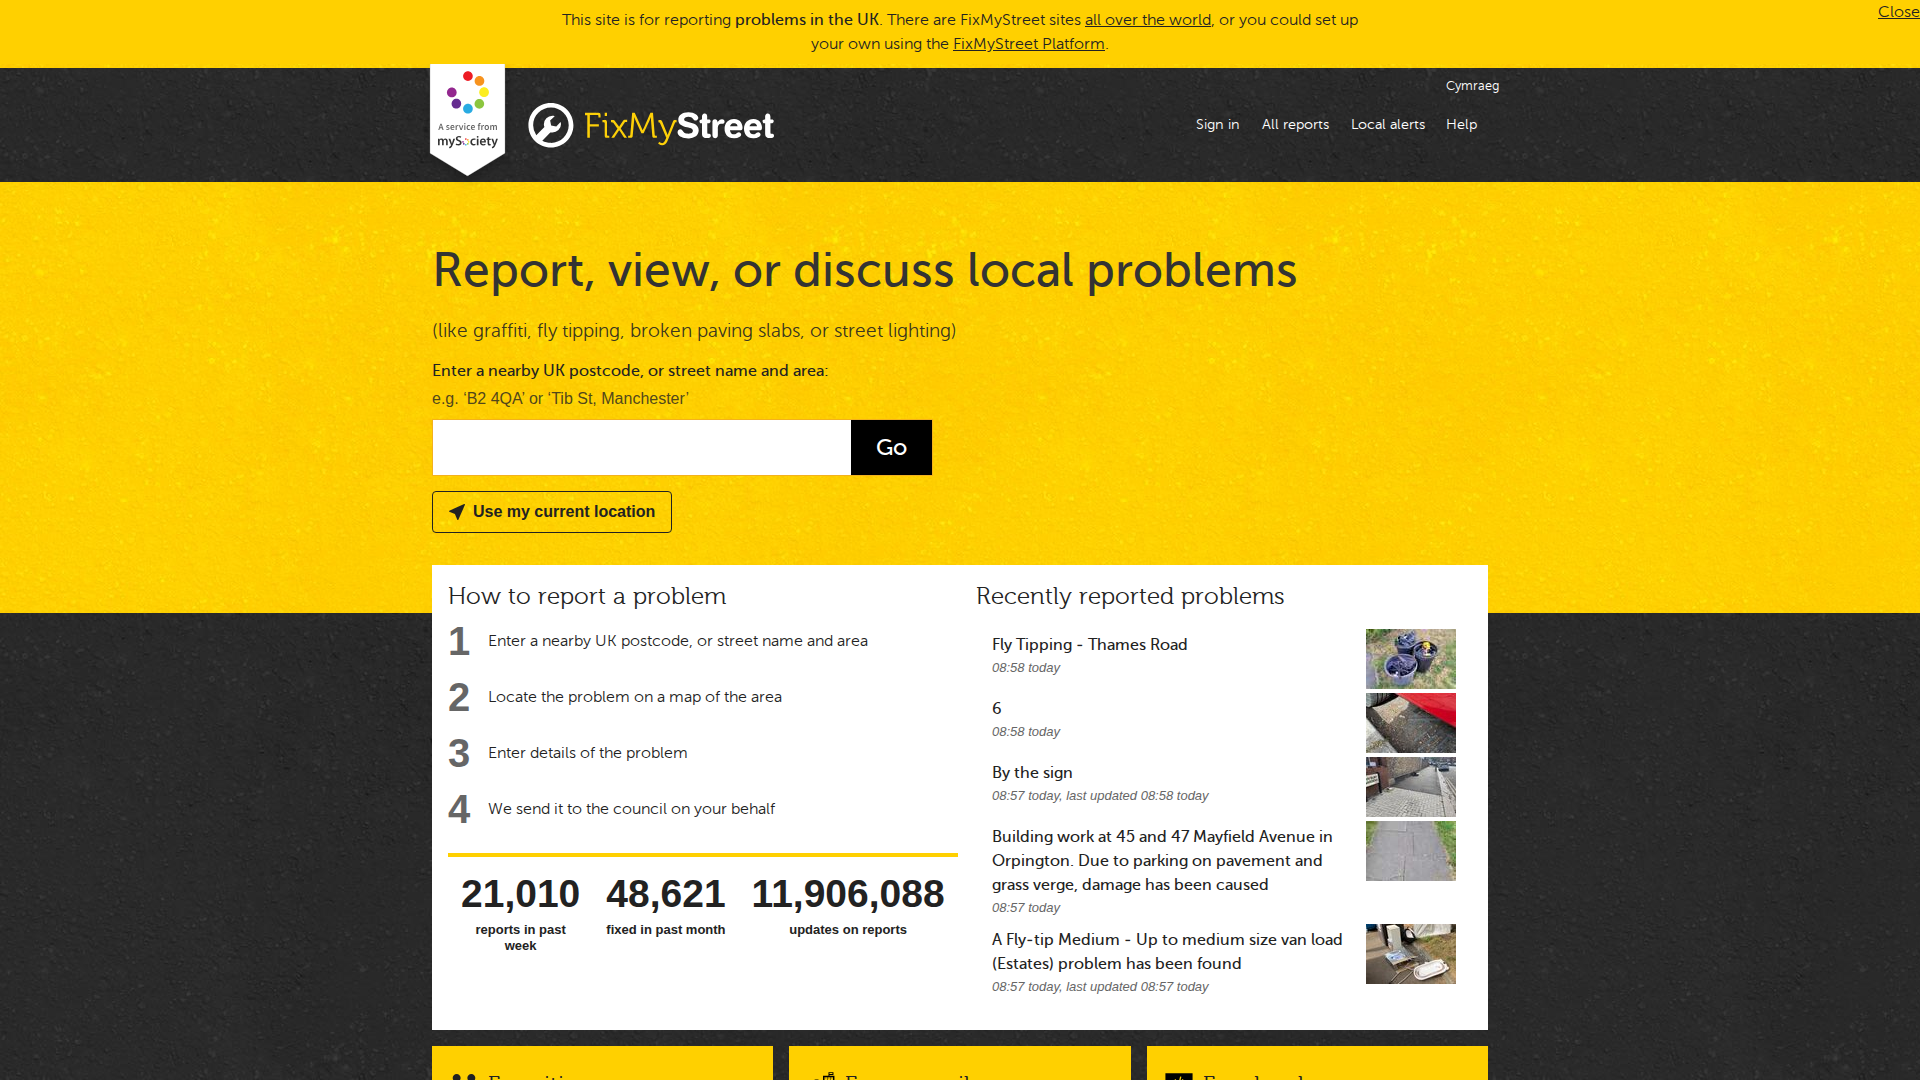 This site is for reporting problems in the UK. There are FixMyStreet sites all over the world, or you could set up
your own using the FixMyStreet Platform.
Close
A service from
mySociety
FixMyStreet
Cymraeg
Sign in
All reports
Local alerts
Help
Report, view, or discuss local problems
(like graffiti, fly tipping, broken paving slabs, or street lighting)
Enter a nearby UK postcode, or street name and area:
e.g. ‘B2 4QA’ or ‘Tib St, Manchester’
Go
Use my current location
How to report a problem
1 Enter a nearby UK postcode, or street name and area
2 Locate the problem on a map of the area
3 Enter details of the problem
4 We send it to the council on your behalf
21,010
reports in past
week
48,621
fixed in past month
11,906,088
updates on reports
Recently reported problems
Fly Tipping - Thames Road
08:58 today
6
08:58 today
By the sign
08:57 today, last updated 08:58 today
Building work at 45 and 47 Mayfield Avenue in
Orpington. Due to parking on pavement and
grass verge, damage has been caused
08:57 today
A Fly-tip Medium - Up to medium size van load
(Estates) problem has been found
08:57 today, last updated 08:57 today